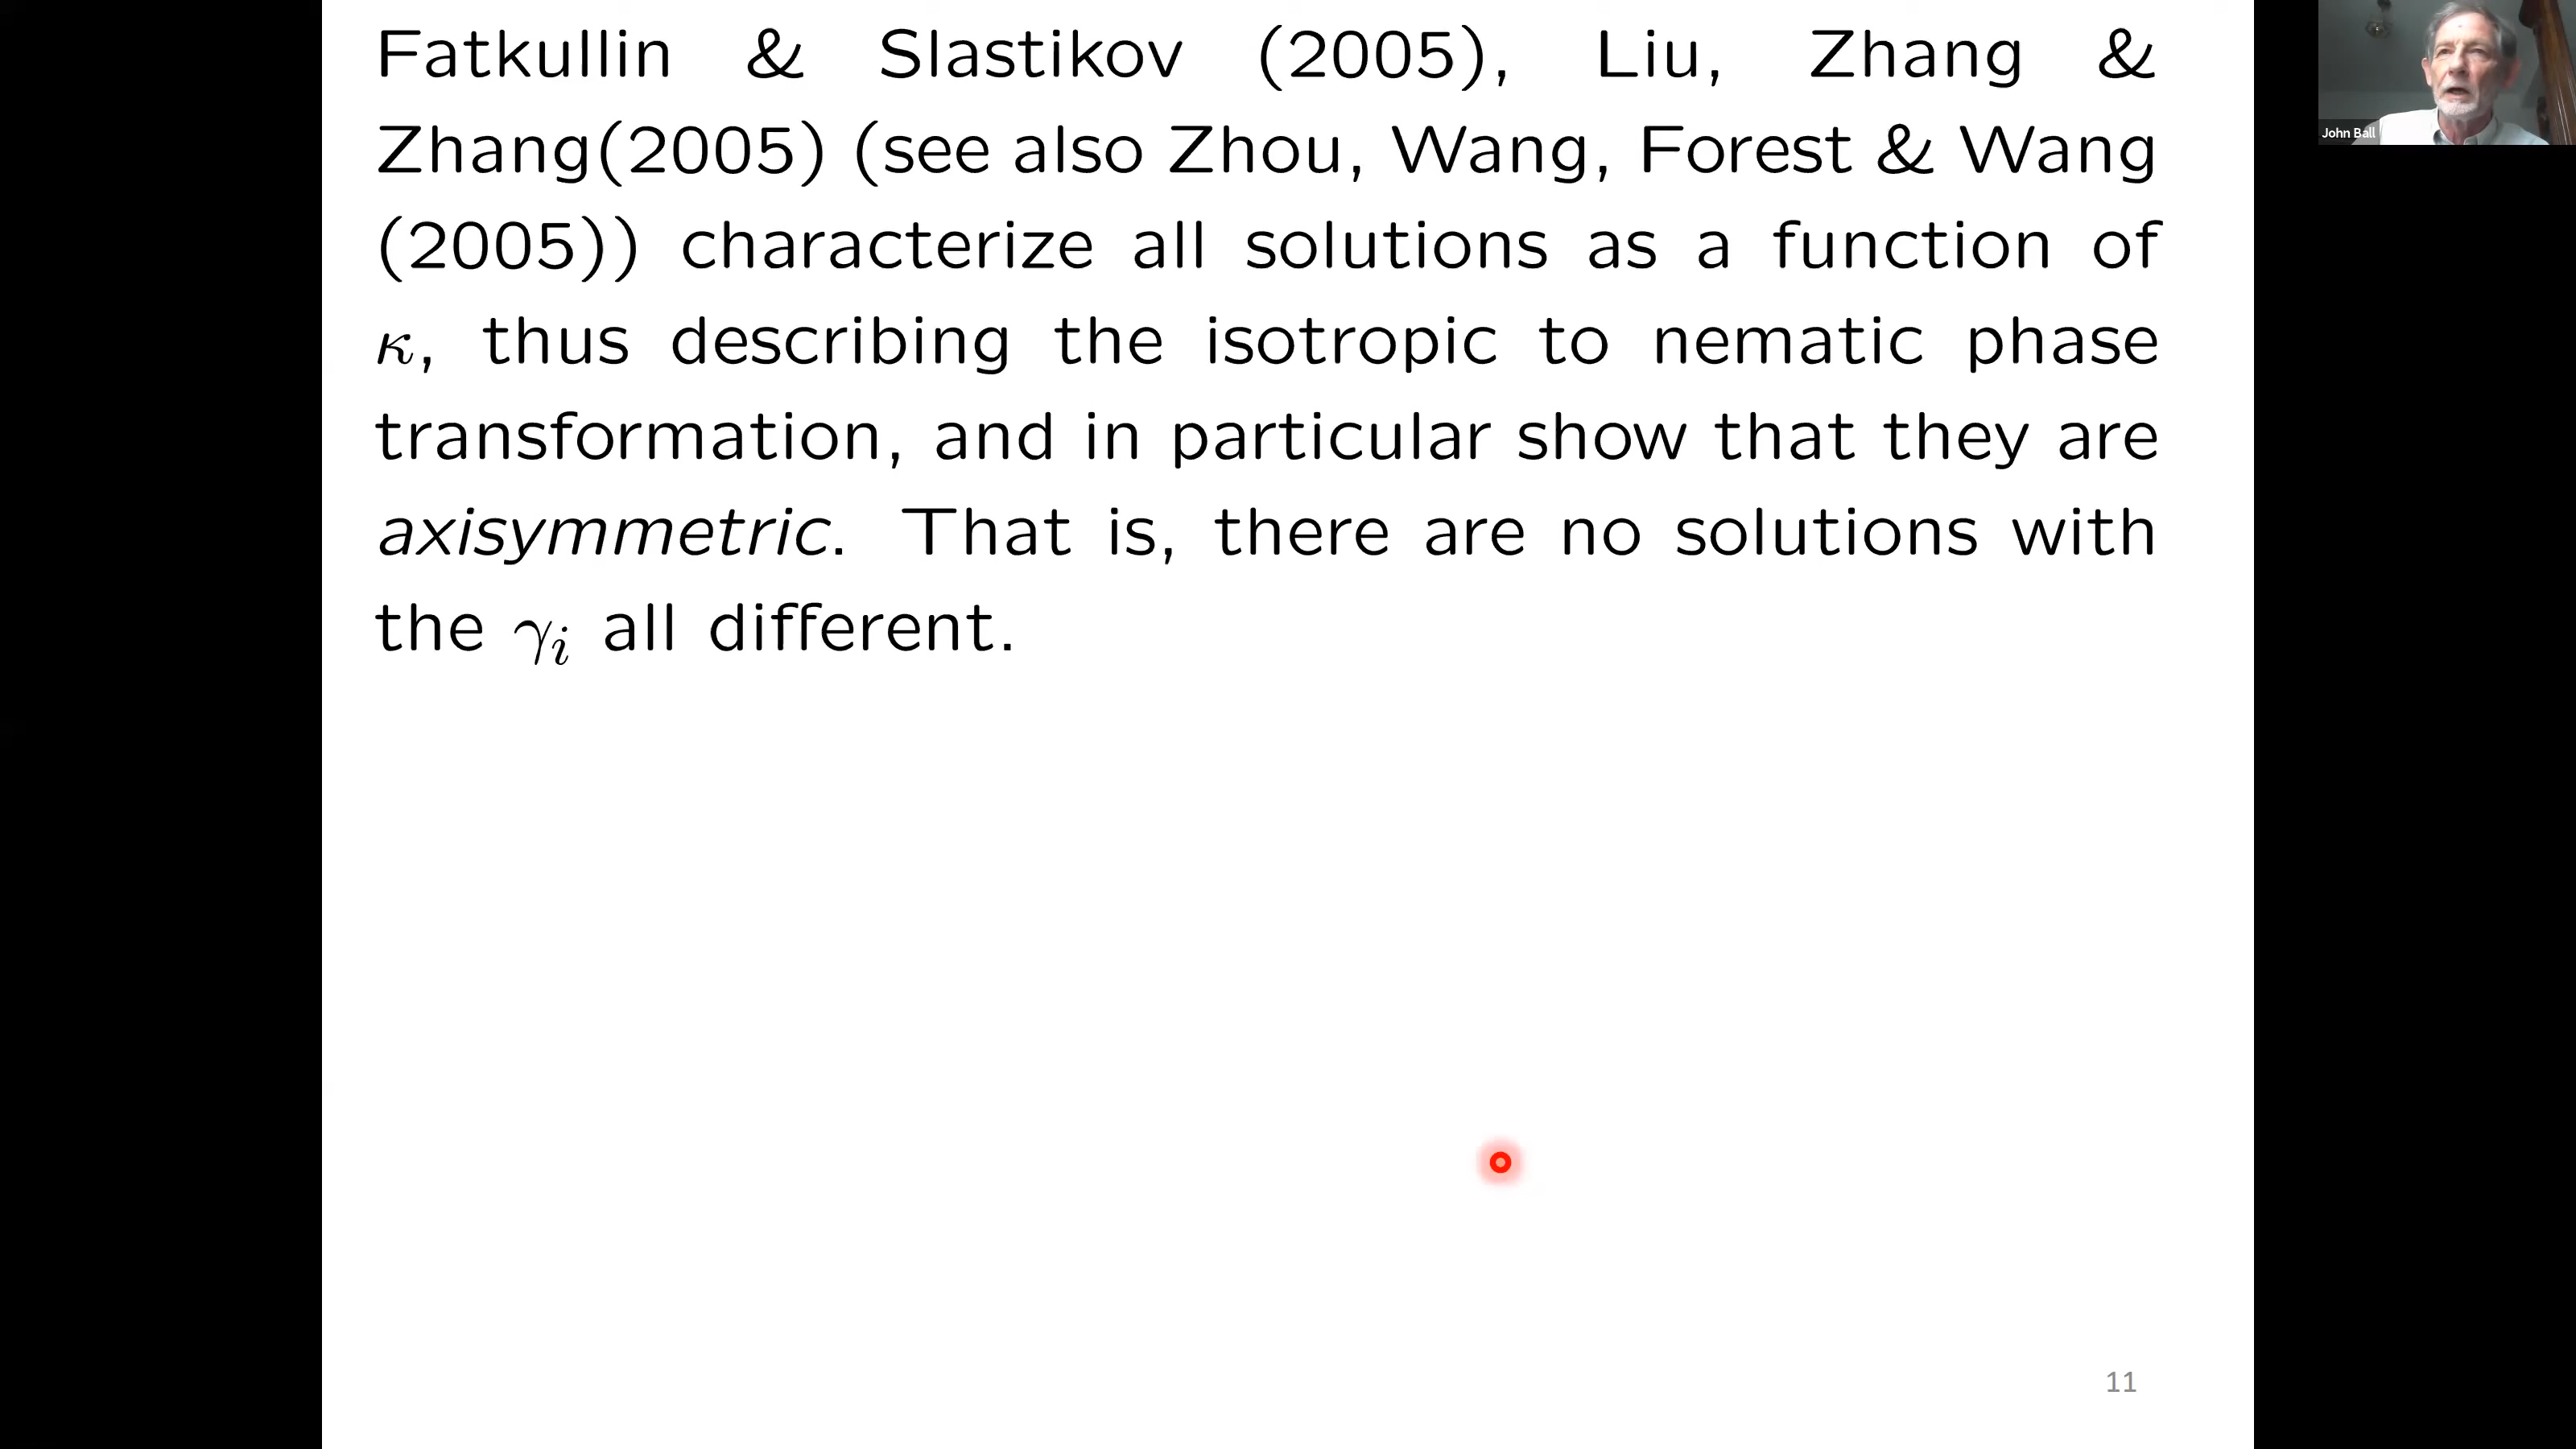 Fatkullin & Slastikov (2005), Liu, Zhang &
Zhang(2005) (see also Zhou, Wang, Forest & Wang
(2005)) characterize all solutions as a function of
κ, thus describing the isotropic to nematic phase
transformation, and in particular show that they are
axisymmetric. That is, there are no solutions with
the γi all different.
John Ball
11